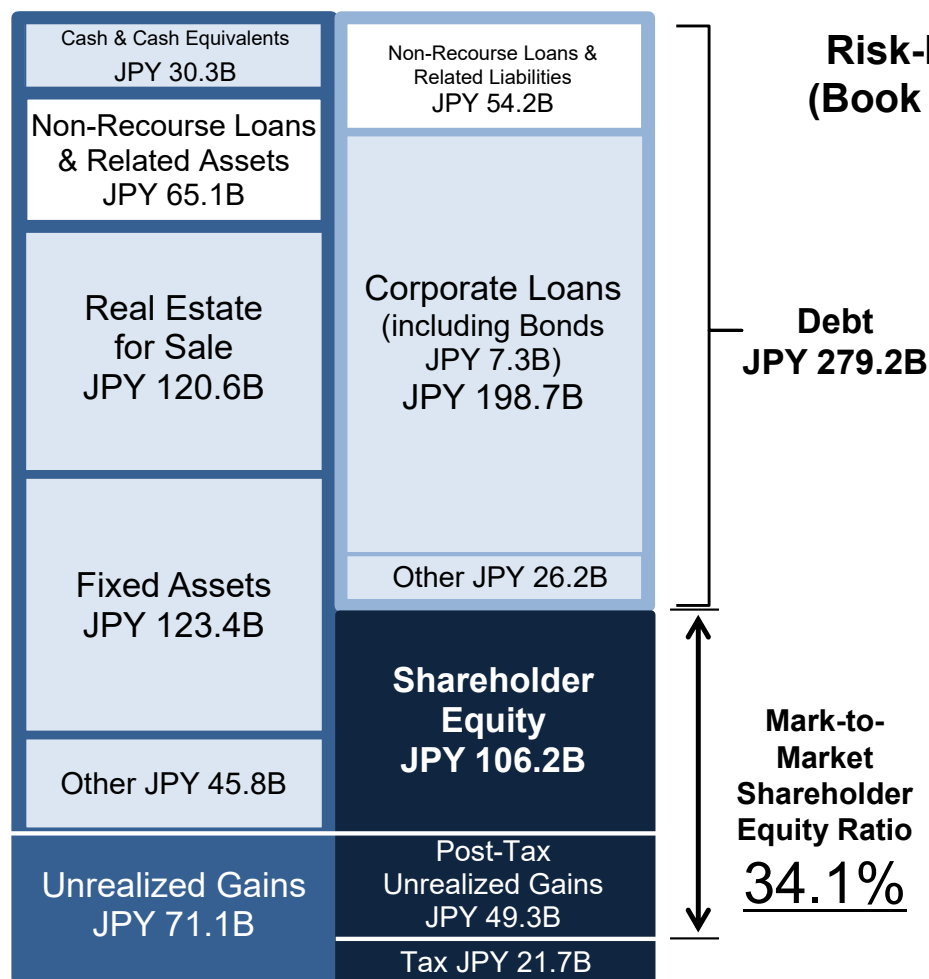 Cash & Cash Equivalents
JPY 30.3B
Non-Recourse Loans
& Related Assets
JPY 65.1B
Real Estate
for Sale
JPY 120.6B
Fixed Assets
JPY 123.4B
Other JPY 45.8B
Unrealized Gains
JPY 71.1B
Non-Recourse Loans &
Related Liabilities
JPY 54.2B
Corporate Loans
(including Bonds
JPY 7.3B)
JPY 198.7B
Other JPY 26.2B
Shareholder
Equity
JPY 106.2B
Post-Tax
Unrealized Gains
JPY 49.3B
Tax JPY 21.7B
Risk-
(Book
Debt
JPY 279.2B
Mark-to-
Market
Shareholder
Equity Ratio
34.1%